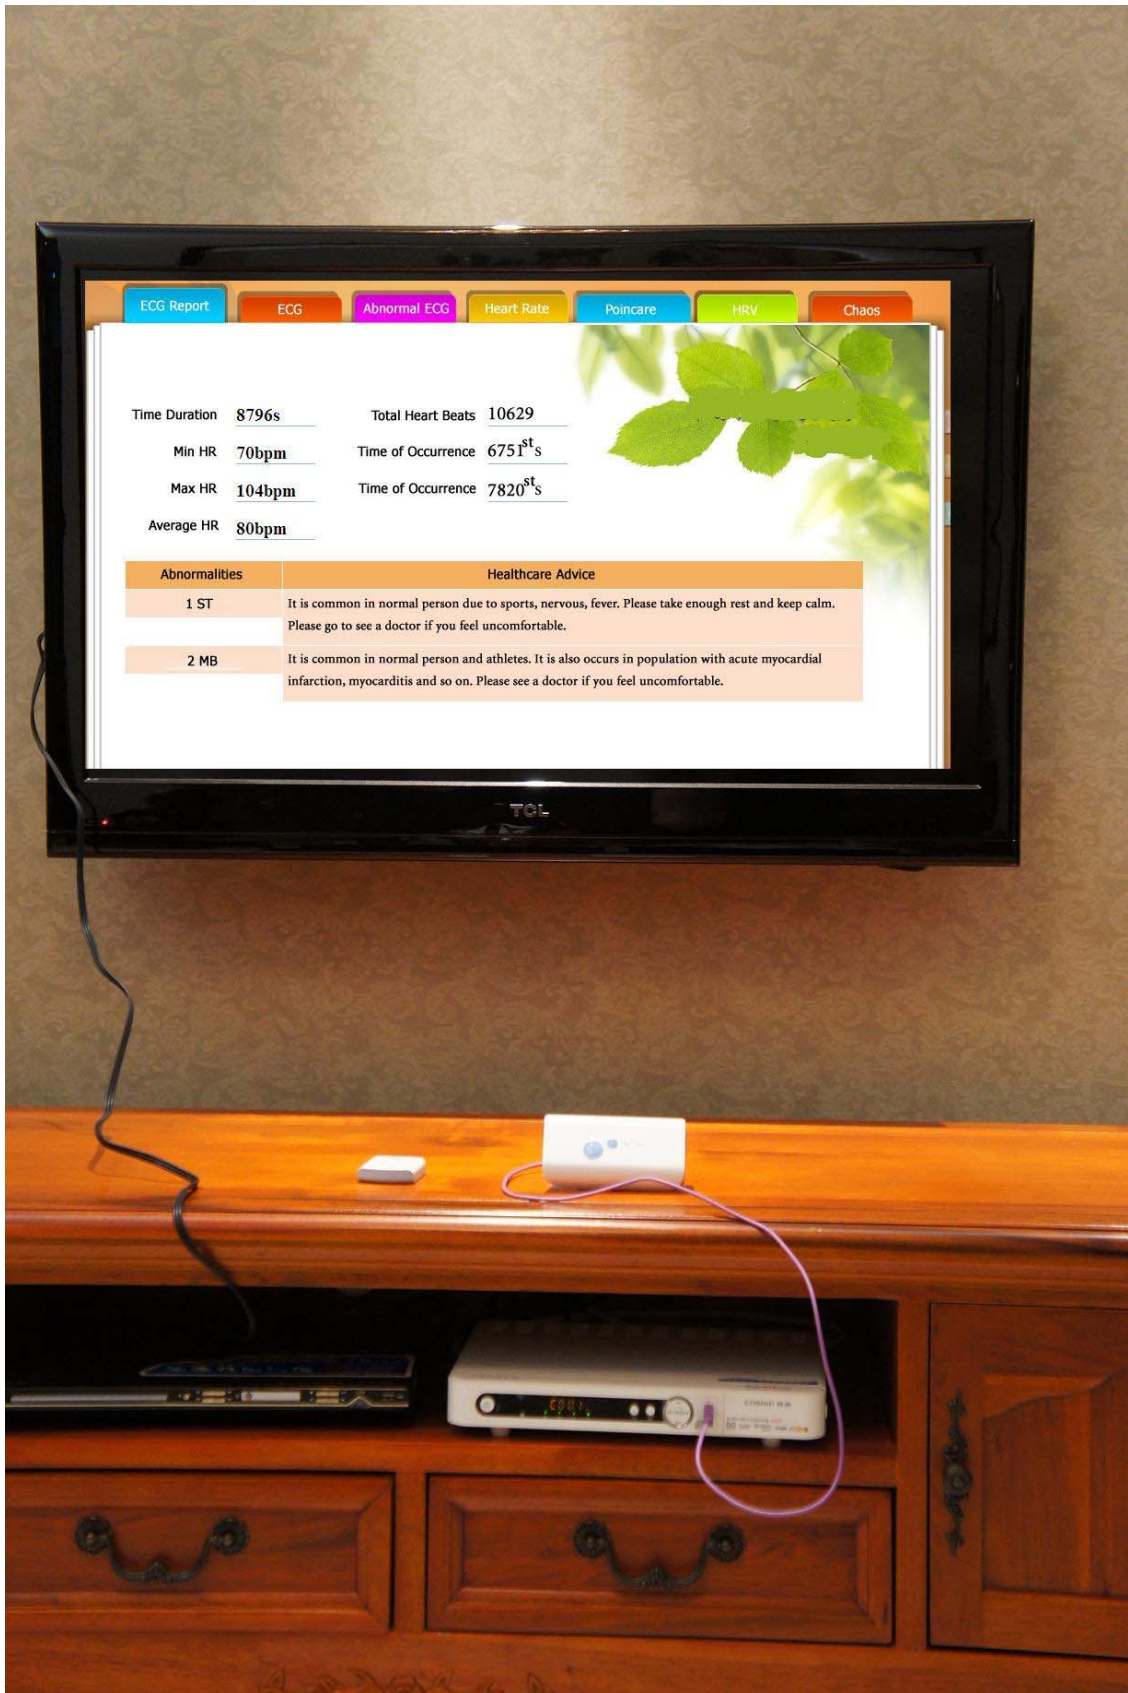 ECG Report ECG Abnormal ECG Heart Rate Poincare HRV Chaos
Time Duration 8796s Total Heart Beats 10629
Min HR 70bpm Time of Occurrence 6751st s
Max HR 104bpm Time of Occurrence 7820st s
Average HR 80bpm
Abnormalities Healthcare Advice
1 ST It is common in normal person due to sports, nervous, fever. Please take enough rest and keep calm.
Please go to see a doctor if you feel uncomfortable.
2 MB It is common in normal person and athletes. It is also occurs in population with acute myocardial
infarction, myocarditis and so on. Please see a doctor if you feel uncomfortable.
TCL